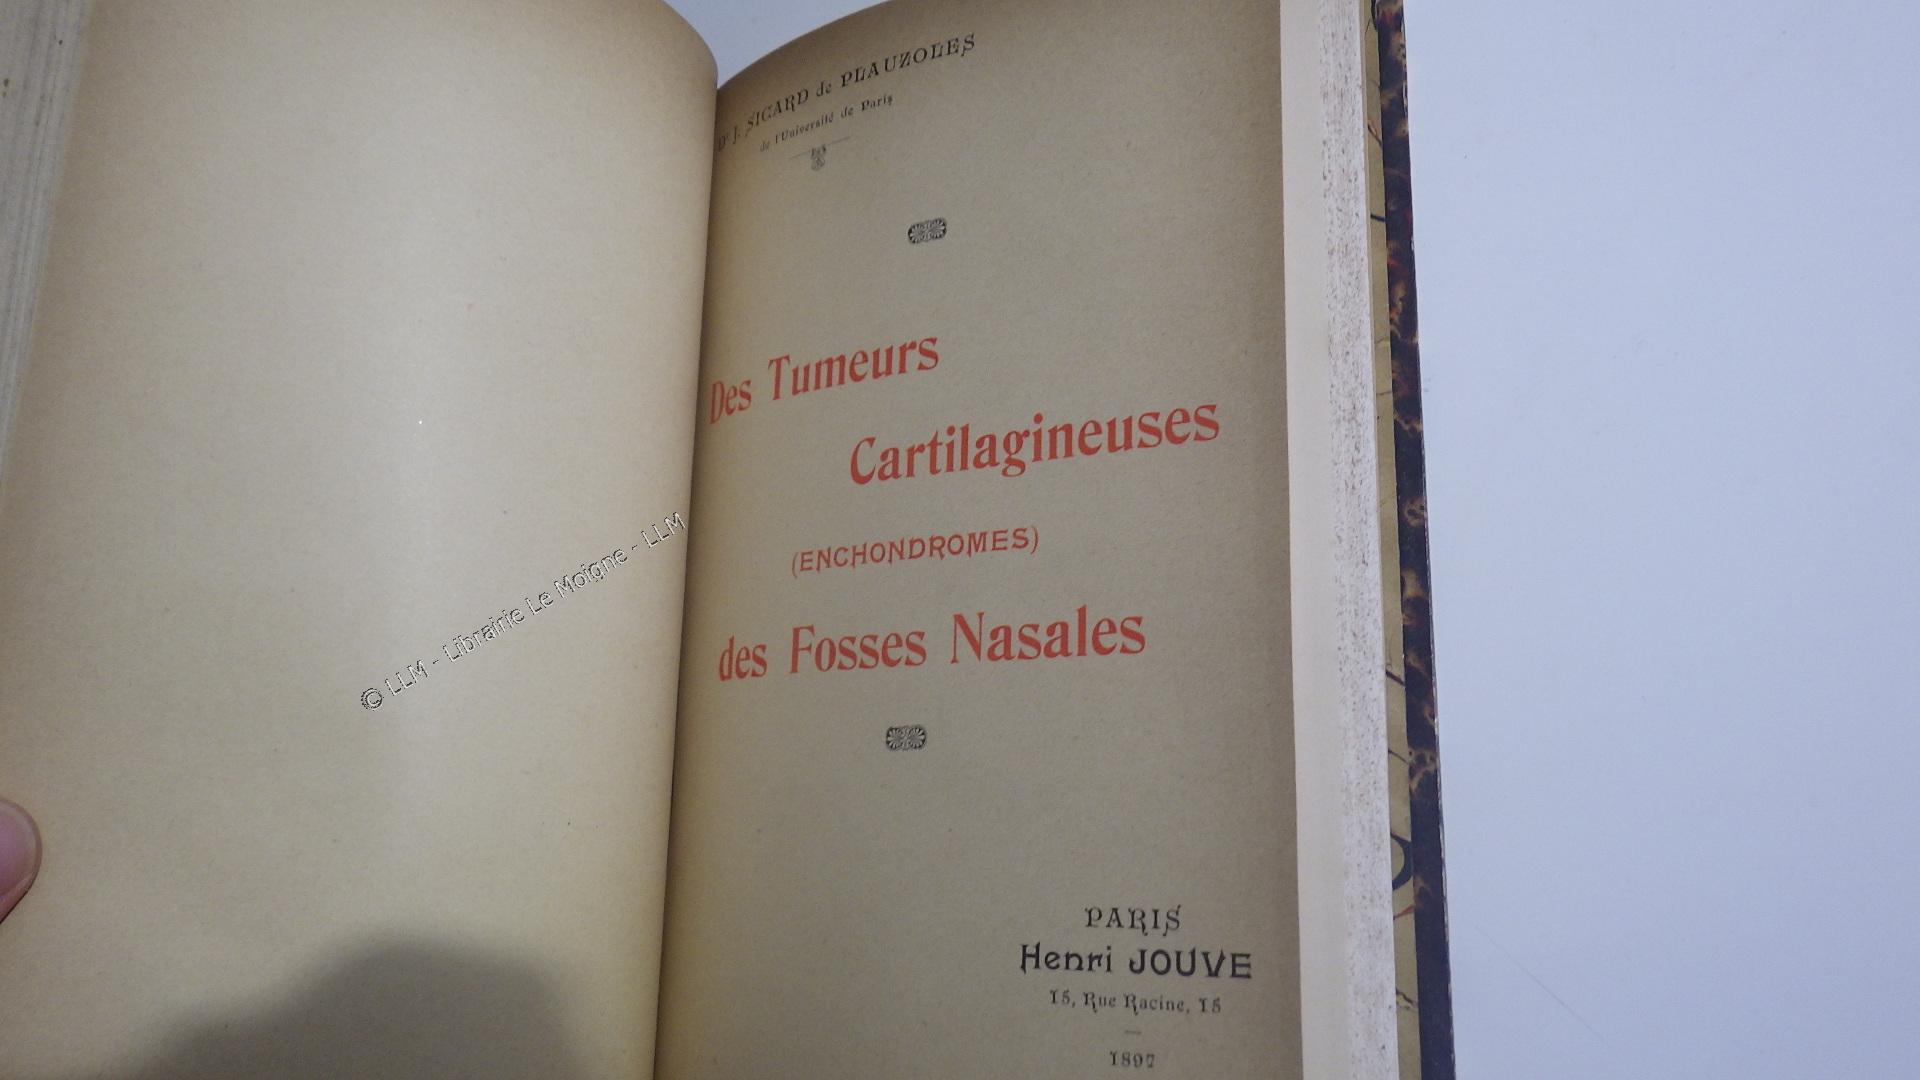 © LLM - Librairie Le Moigne - LLM
Dr J. SICARD de PLAUZOLES
de l'Université de Paris
Des Tumeurs
Cartilagineuses
(ENCHONDROMES)
des Fosses Nasales
PARIS
Henri JOUVE
15, Rue Racine, 15
1897